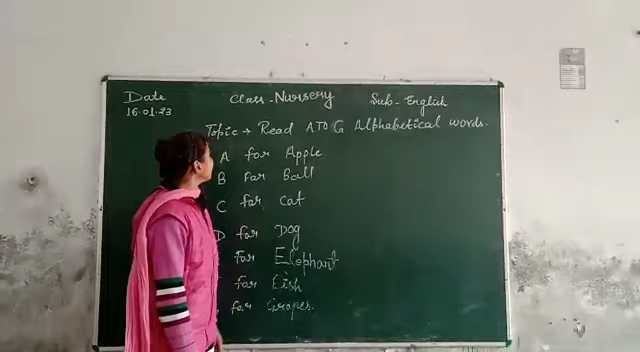 Date Class - Nursery Sub- English
16.01.23
Topic → Read A TO G Alphabetical words.
A for Apple
B for Ball
C for Cat
D for Dog
for Elephant
for Fish
for Grapes.